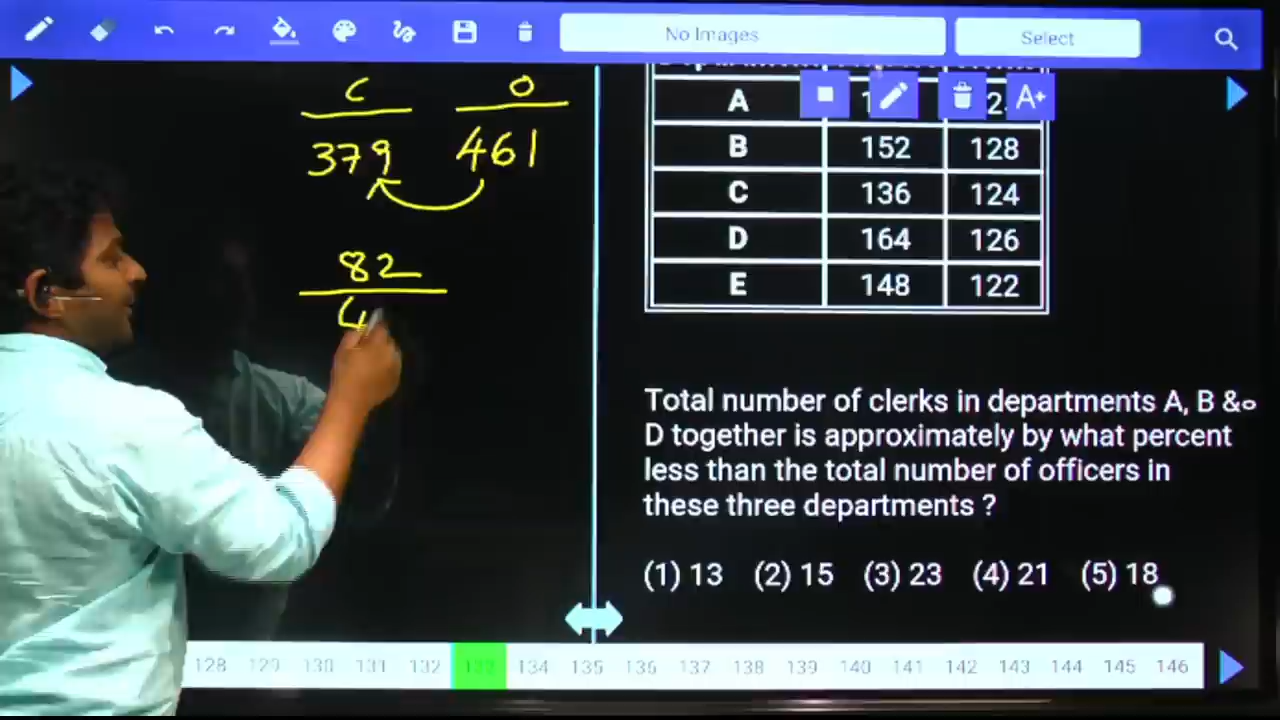 No Images Select
C O
379 461
82
4
A 1 2
B 152 128
C 136 124
D 164 126
E 148 122
Total number of clerks in departments A, B &
D together is approximately by what percent
less than the total number of officers in
these three departments ?
(1) 13 (2) 15 (3) 23 (4) 21 (5) 18
128 129 130 131 132 133 134 135 136 137 138 139 140 141 142 143 144 145 146
A+